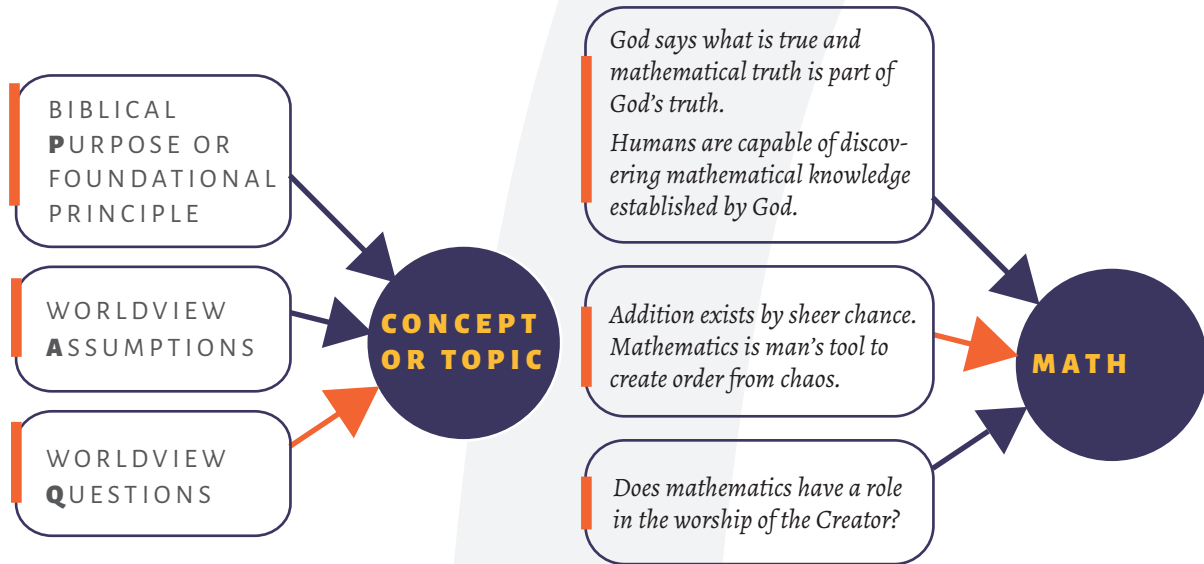 BIBLICAL
PURPOSE OR
FOUNDATIONAL
PRINCIPLE
WORLDVIEW
ASSUMPTIONS
WORLDVIEW
QUESTIONS
CONCEPT
OR TOPIC
God says what is true and
mathematical truth is part of
God’s truth.
Humans are capable of discov-
ering mathematical knowledge
established by God.
Addition exists by sheer chance.
Mathematics is man’s tool to
create order from chaos.
Does mathematics have a role
in the worship of the Creator?
MATH